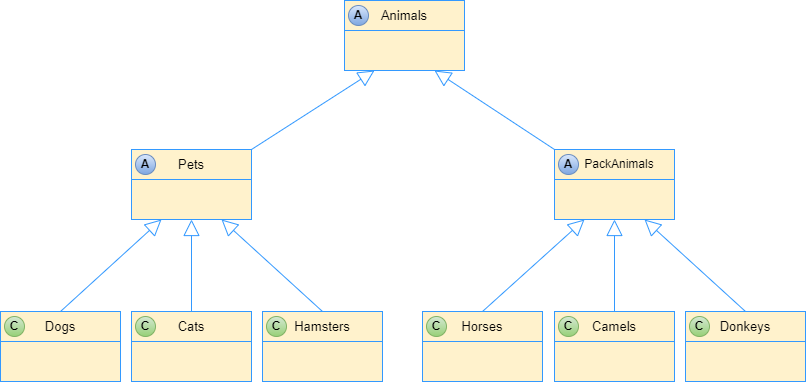 A Animals
A Pets
A PackAnimals
C Dogs
C Cats
C Hamsters
C Horses
C Camels
C Donkeys